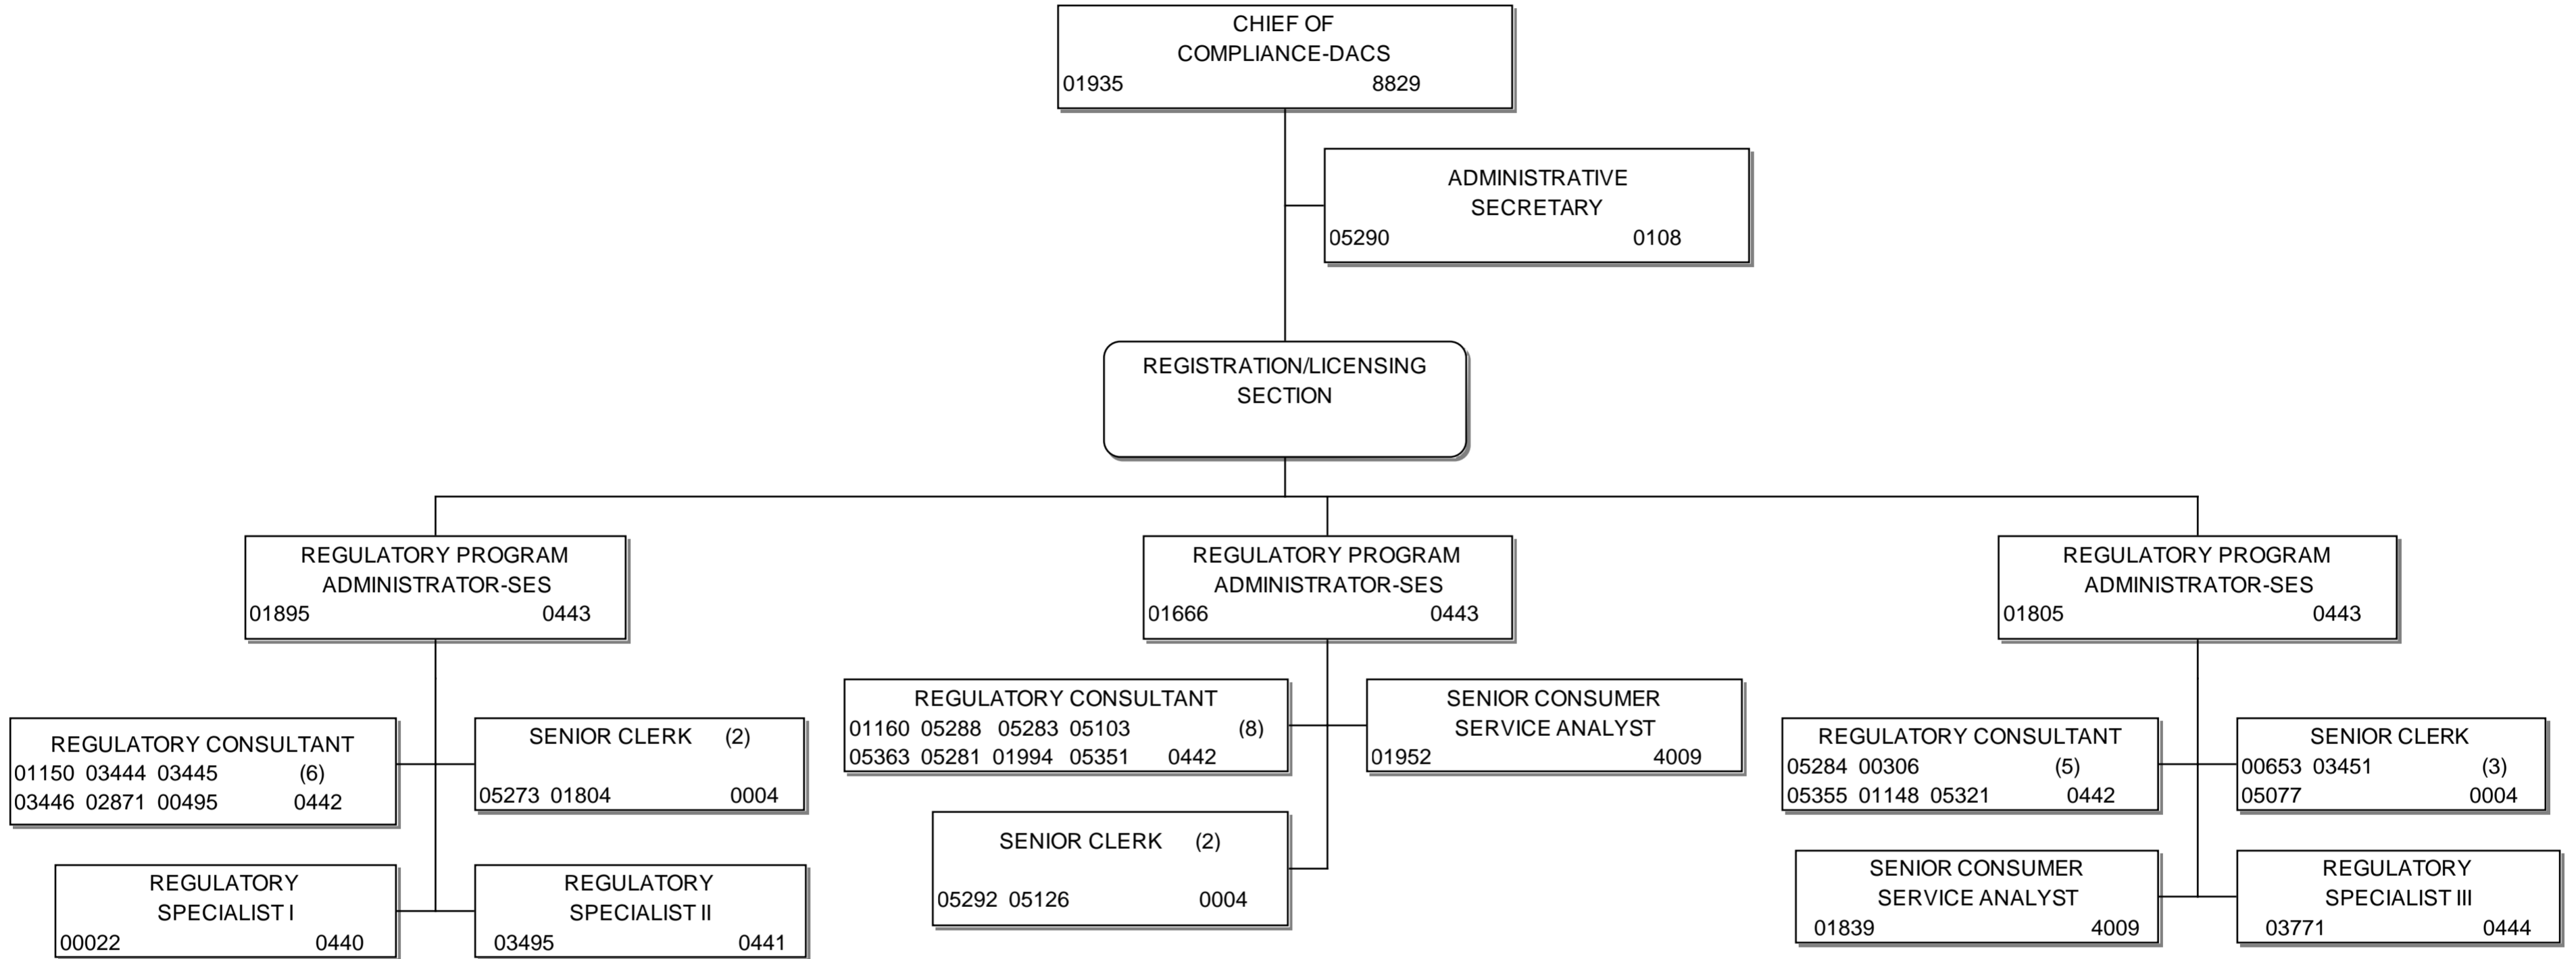 CHIEF OF
COMPLIANCE-DACS
01935 8829
ADMINISTRATIVE
SECRETARY
05290 0108
REGISTRATION/LICENSING
SECTION
REGULATORY PROGRAM
ADMINISTRATOR-SES
01895 0443
REGULATORY PROGRAM
ADMINISTRATOR-SES
01666 0443
REGULATORY PROGRAM
ADMINISTRATOR-SES
01805 0443
REGULATORY CONSULTANT
01150 03444 03445 (6)
03446 02871 00495 0442
SENIOR CLERK (2)
05273 01804 0004
REGULATORY
SPECIALIST I
00022 0440
REGULATORY
SPECIALIST II
03495 0441
REGULATORY CONSULTANT
01160 05288 05283 05103 (8)
05363 05281 01994 05351 0442
SENIOR CONSUMER
SERVICE ANALYST
01952 4009
SENIOR CLERK (2)
05292 05126 0004
REGULATORY CONSULTANT
05284 00306 (5)
05355 01148 05321 0442
SENIOR CLERK
00653 03451 (3)
05077 0004
SENIOR CONSUMER
SERVICE ANALYST
01839 4009
REGULATORY
SPECIALIST III
03771 0444